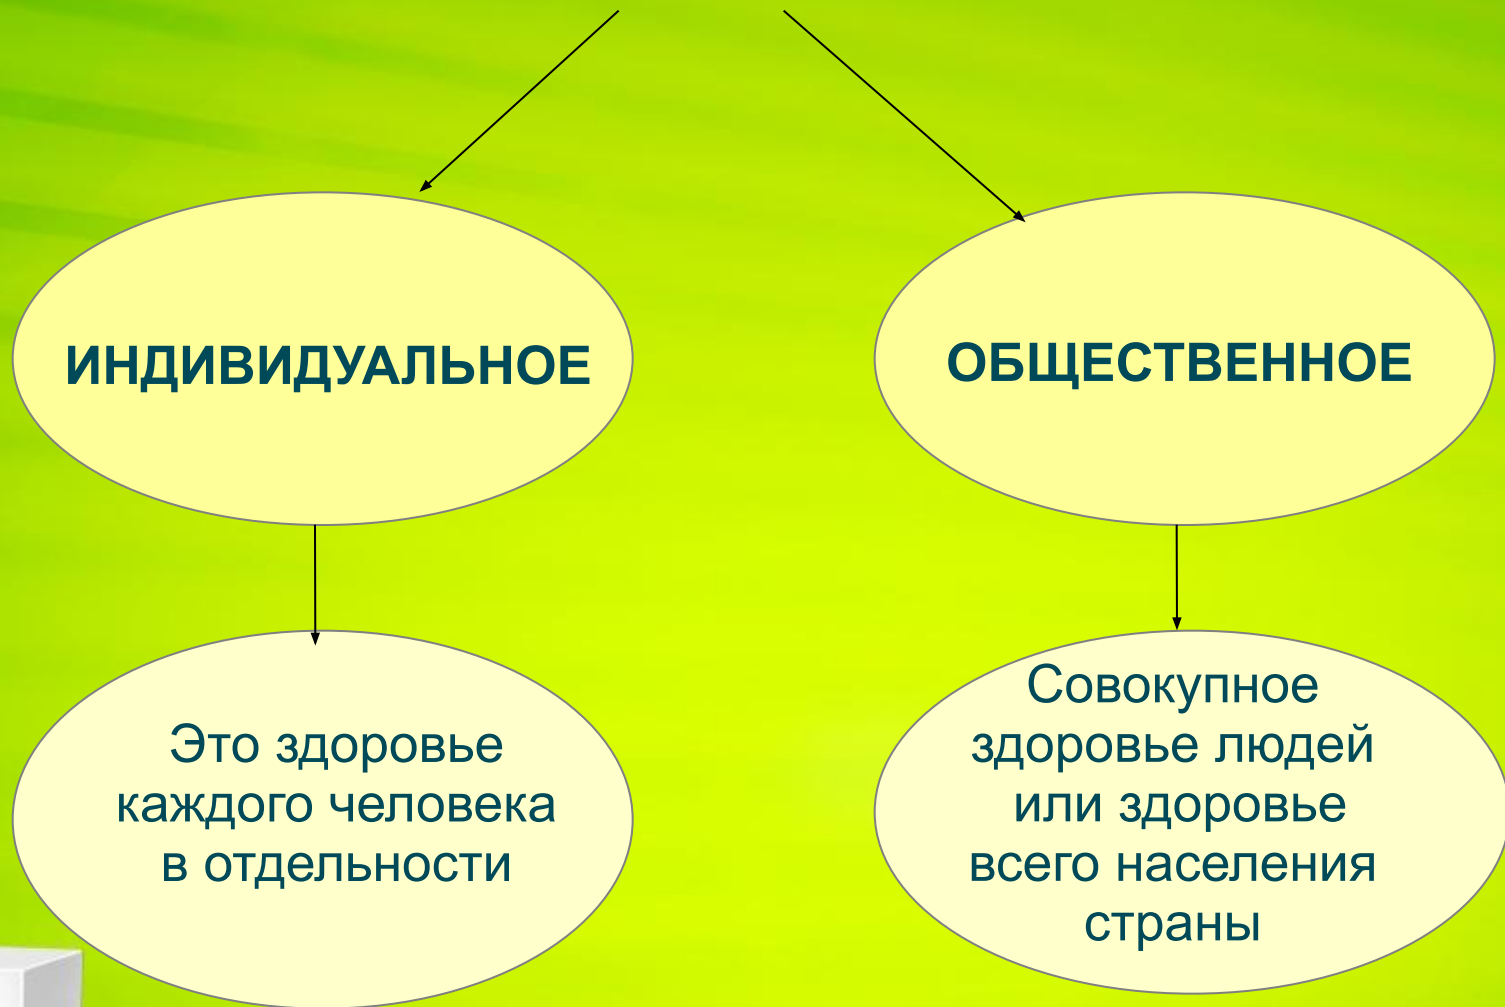 ИНДИВИДУАЛЬНОЕ
Это здоровье
каждого человека
в отдельности
ОБЩЕСТВЕННОЕ
Совокупное
здоровье людей
или здоровье
всего населения
страны